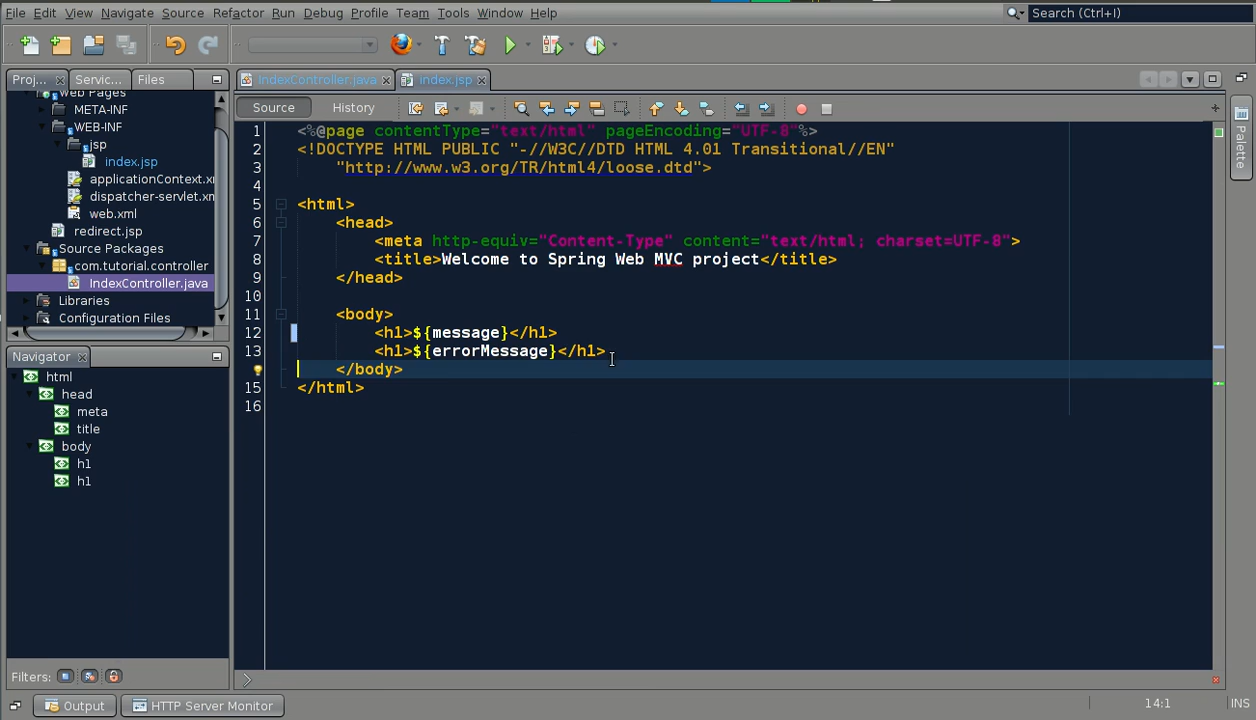 File Edit View Navigate Source Refactor Run Debug Profile Team Tools Window Help
Search (Ctrl+I)
Proj... Servic... Files
IndexController.java index.jsp
Source History
Web Pages
META-INF
WEB-INF
jsp
index.jsp
applicationContext.xm
dispatcher-servlet.xm
web.xml
redirect.jsp
Source Packages
com.tutorial.controller
IndexController.java
Libraries
Configuration Files
Navigator
html
head
meta
title
body
h1
h1
Filters:
1 <%@page contentType="text/html" pageEncoding="UTF-8"%>
2 <!DOCTYPE HTML PUBLIC "-//W3C//DTD HTML 4.01 Transitional//EN"
3 "http://www.w3.org/TR/html4/loose.dtd">
4
5 <html>
6 <head>
7 <meta http-equiv="Content-Type" content="text/html; charset=UTF-8">
8 <title>Welcome to Spring Web MVC project</title>
9 </head>
10
11 <body>
12 <h1>${message}</h1>
13 <h1>${errorMessage}</h1>
</body>
15 </html>
16
Palette
Output HTTP Server Monitor
14:1 INS